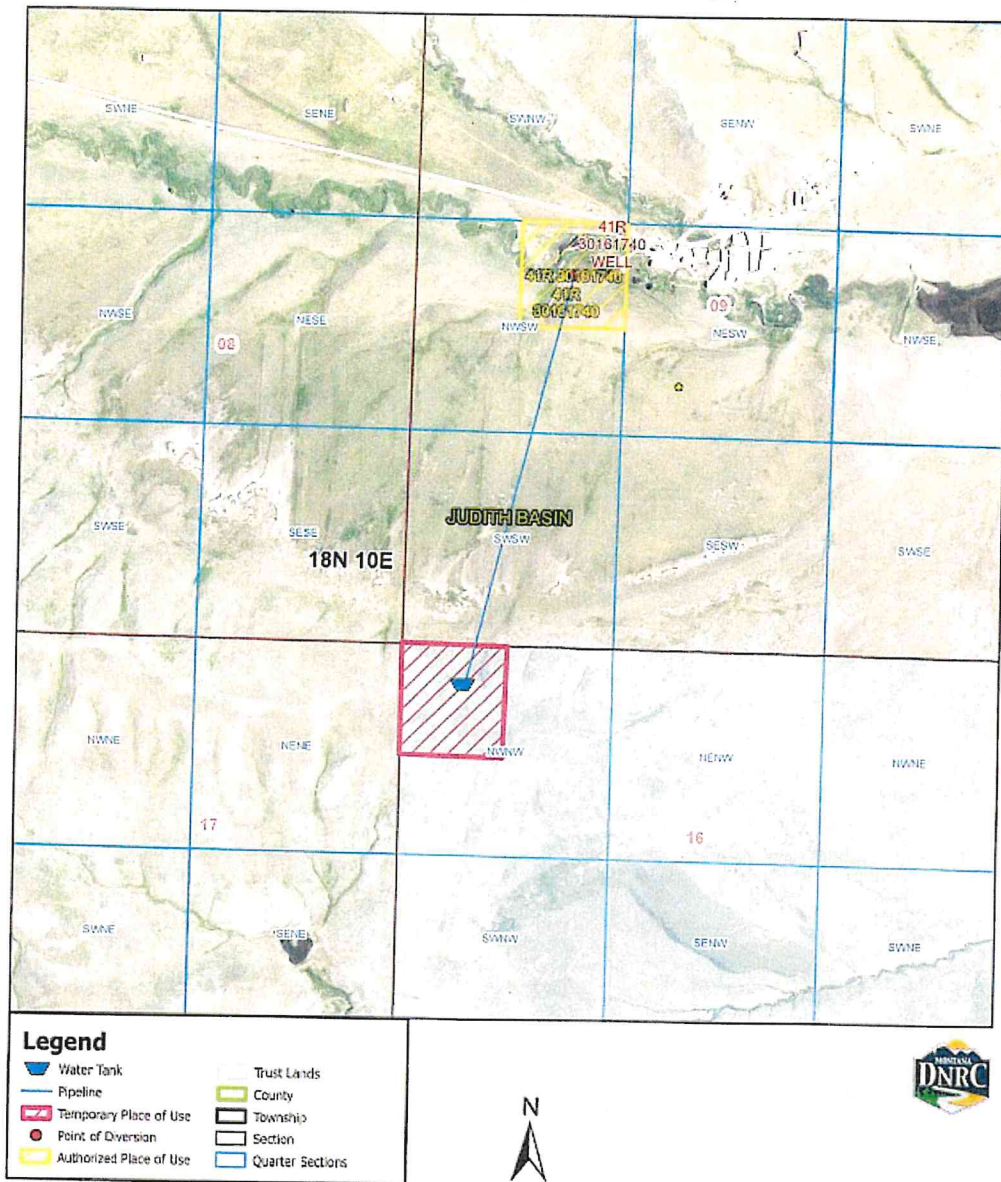 SWNE
SENE
SWNW
SENW
SWNE
41R
30161740
WELL
41R 30161740
41R
30161740
09
NWSE
NESE
NWSW
NESW
NWSE
08
JUDITH BASIN
SWSE
SESE
SWSW
SESW
SWSE
18N 10E
NWNE
NENE
NWNW
NENW
NWNE
17
16
SWNE
SENE
SWNW
SENW
SWNE
Legend
Water Tank
Pipeline
Temporary Place of Use
Point of Diversion
Authorized Place of Use
Trust Lands
County
Township
Section
Quarter Sections
N
MONTANA
DNRC